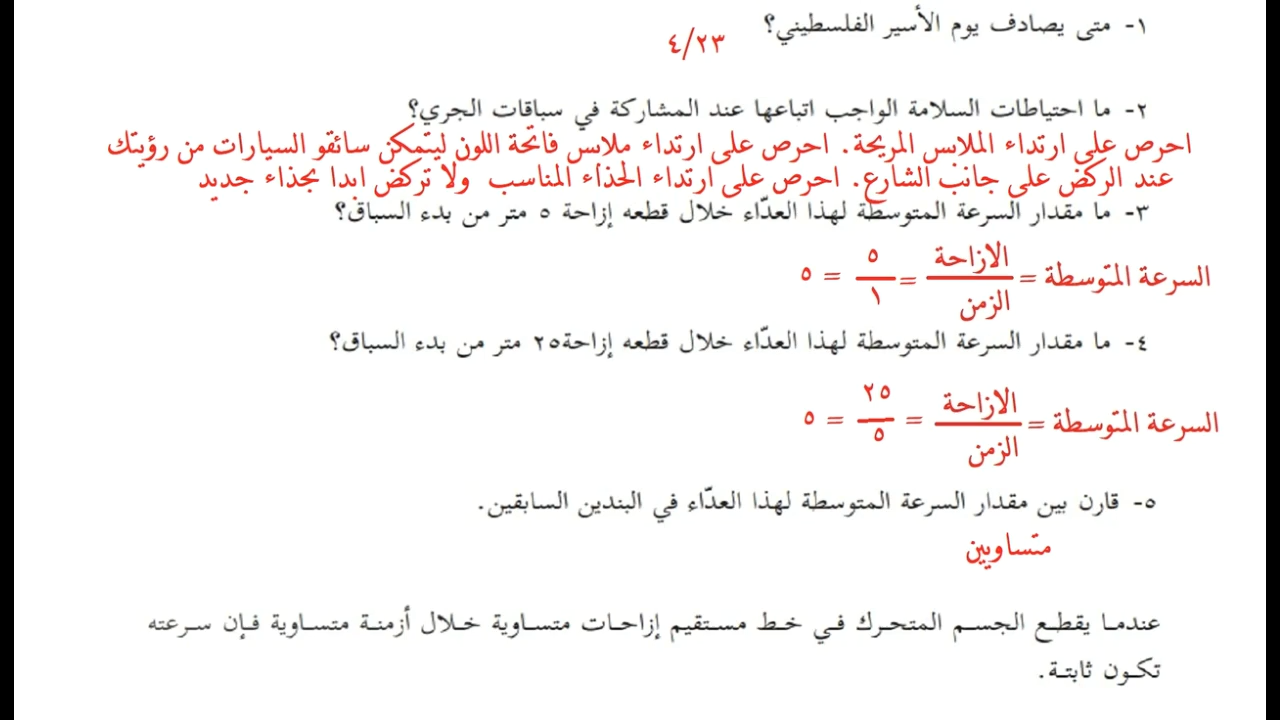 ١- متى يصادف يوم الأسير الفلسطيني؟
٤/٢٣
٢- ما احتياطات السلامة الواجب اتباعها عند المشاركة في سباقات الجري؟
احرص على ارتداء الملابس المريحة. احرص على ارتداء ملابس فاتحة اللون ليتمكن سائقو السيارات من رؤيتك
عند الركض على جانب الشارع. احرص على ارتداء الحذاء المناسب ولا تركض ابدا بحذاء جديد
٣- ما مقدار السرعة المتوسطة لهذا العدّاء خلال قطعه إزاحة ٥ متر من بدء السباق؟
السرعة المتوسطة = الازاحة / الزمن = ٥ / ١ = ٥
٤- ما مقدار السرعة المتوسطة لهذا العدّاء خلال قطعه إزاحة٢٥ متر من بدء السباق؟
السرعة المتوسطة = الازاحة / الزمن = ٢٥ / ٥ = ٥
٥- قارن بين مقدار السرعة المتوسطة لهذا العدّاء في البندين السابقين.
متساويين
عندما يقطع الجسم المتحرك في خط مستقيم إزاحات متساوية خلال أزمنة متساوية فإن سرعته
تكون ثابتة.